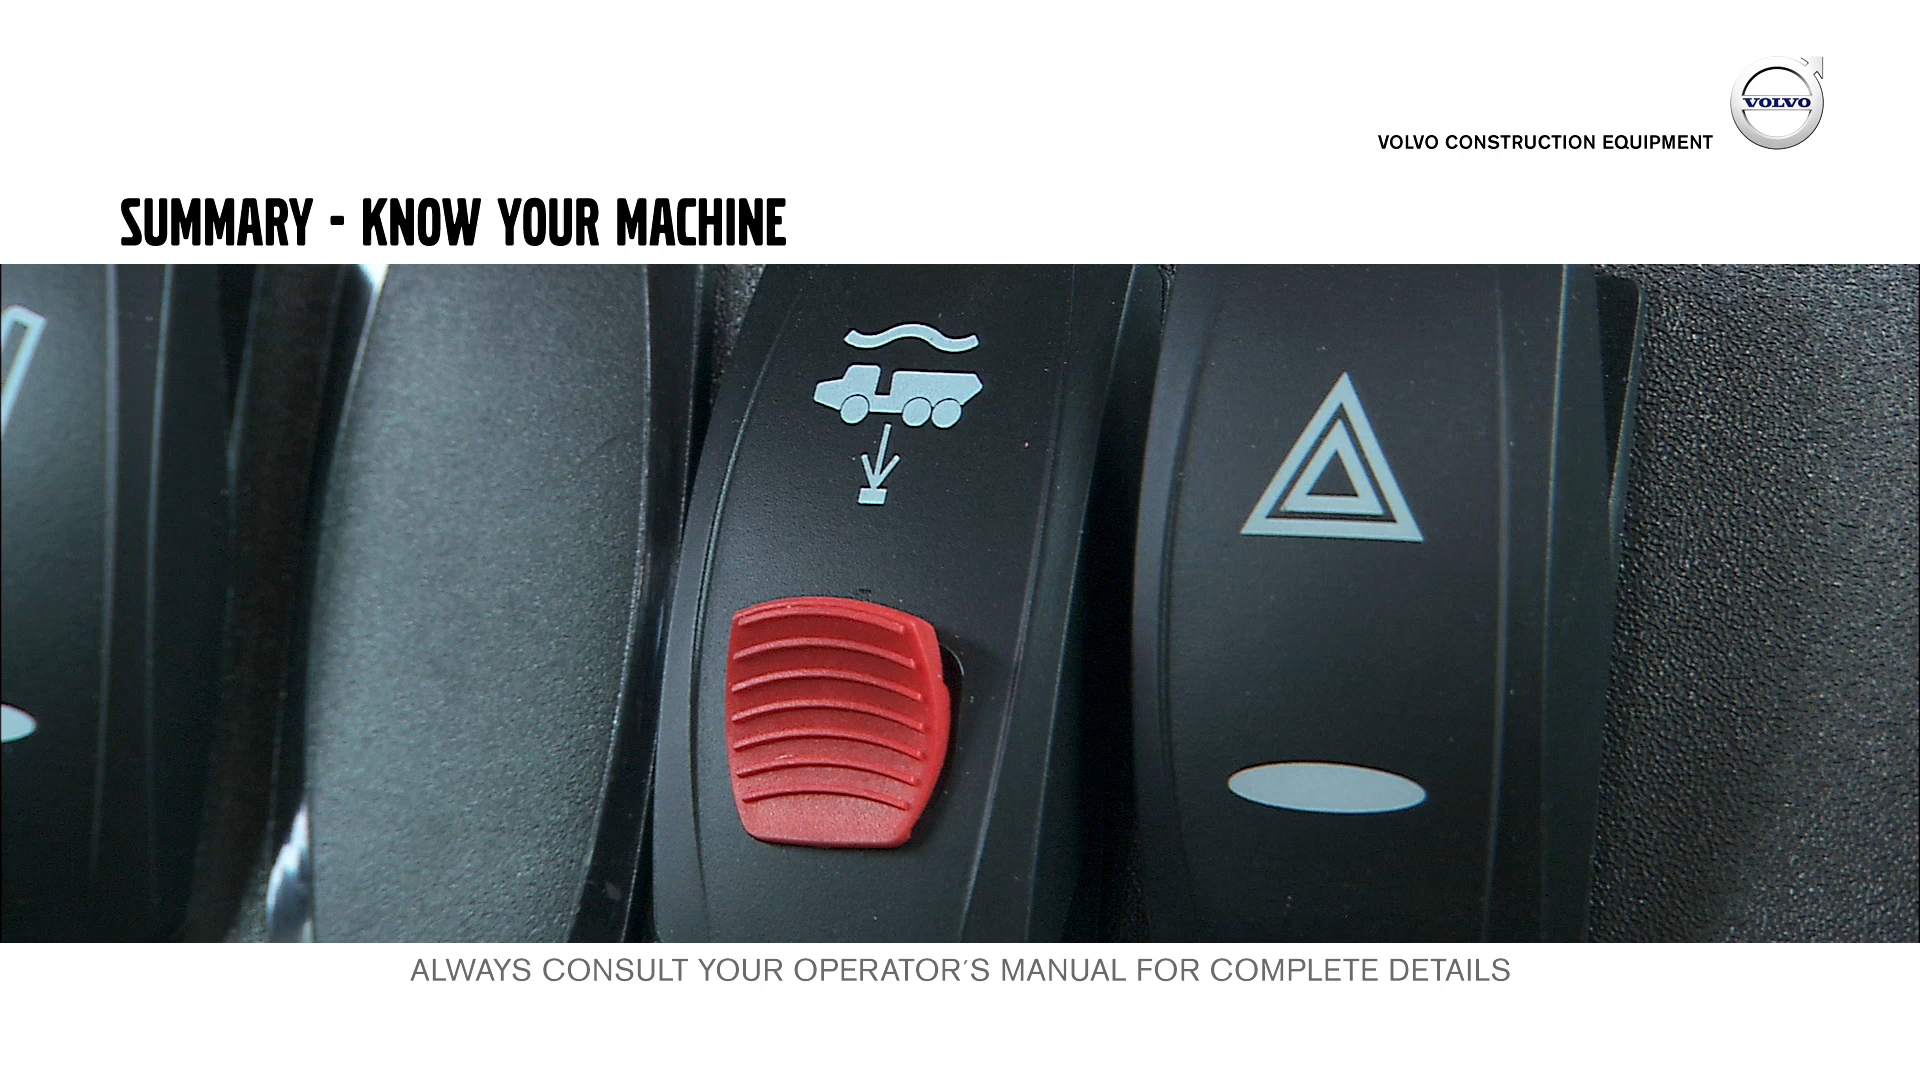 VOLVO
VOLVO CONSTRUCTION EQUIPMENT
SUMMARY - KNOW YOUR MACHINE
ALWAYS CONSULT YOUR OPERATOR´S MANUAL FOR COMPLETE DETAILS